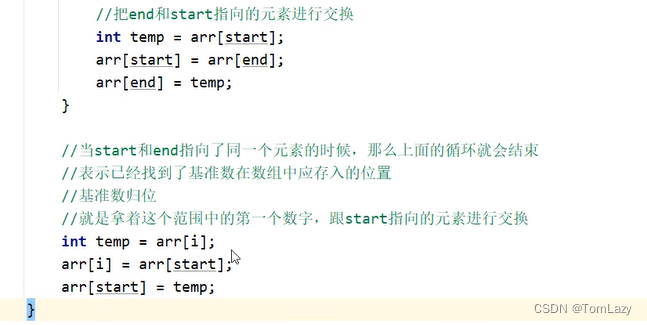 //把end和start指向的元素进行交换
int temp = arr[start];
arr[start] = arr[end];
arr[end] = temp;
}
//当start和end指向了同一个元素的时候，那么上面的循环就会结束
//表示已经找到了基准数在数组中应存入的位置
//基准数归位
//就是拿着这个范围中的第一个数字，跟start指向的元素进行交换
int temp = arr[i];
arr[i] = arr[start];
arr[start] = temp;
}
CSDN @TomLazy